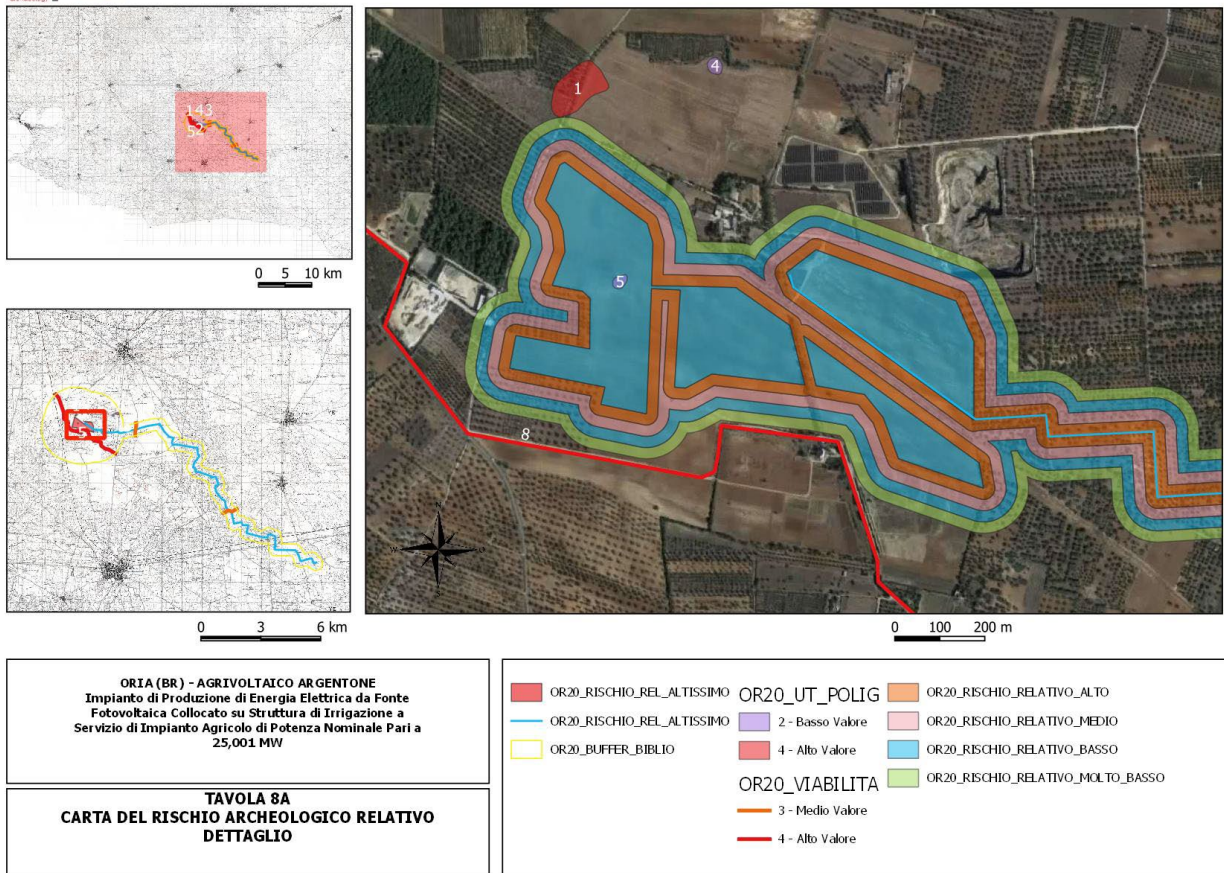 143
52
0 5 10 km
5
0 3 6 km
1
4
5
8
N
W
0 100 200 m
ORIA (BR) - AGRIVOLTAICO ARGENTONE
Impianto di Produzione di Energia Elettrica da Fonte
Fotovoltaica Collocato su Struttura di Irrigazione a
Servizio di Impianto Agricolo di Potenza Nominale Pari a
25,001 MW
TAVOLA 8A
CARTA DEL RISCHIO ARCHEOLOGICO RELATIVO
DETTAGLIO
OR20_RISCHIO_REL_ALTISSIMO
OR20_RISCHIO_REL_ALTISSIMO
OR20_BUFFER_BIBLIO
OR20_UT_POLIG
2 - Basso Valore
4 - Alto Valore
OR20_VIABILITA
3 - Medio Valore
4 - Alto Valore
OR20_RISCHIO_RELATIVO_ALTO
OR20_RISCHIO_RELATIVO_MEDIO
OR20_RISCHIO_RELATIVO_BASSO
OR20_RISCHIO_RELATIVO_MOLTO_BASSO